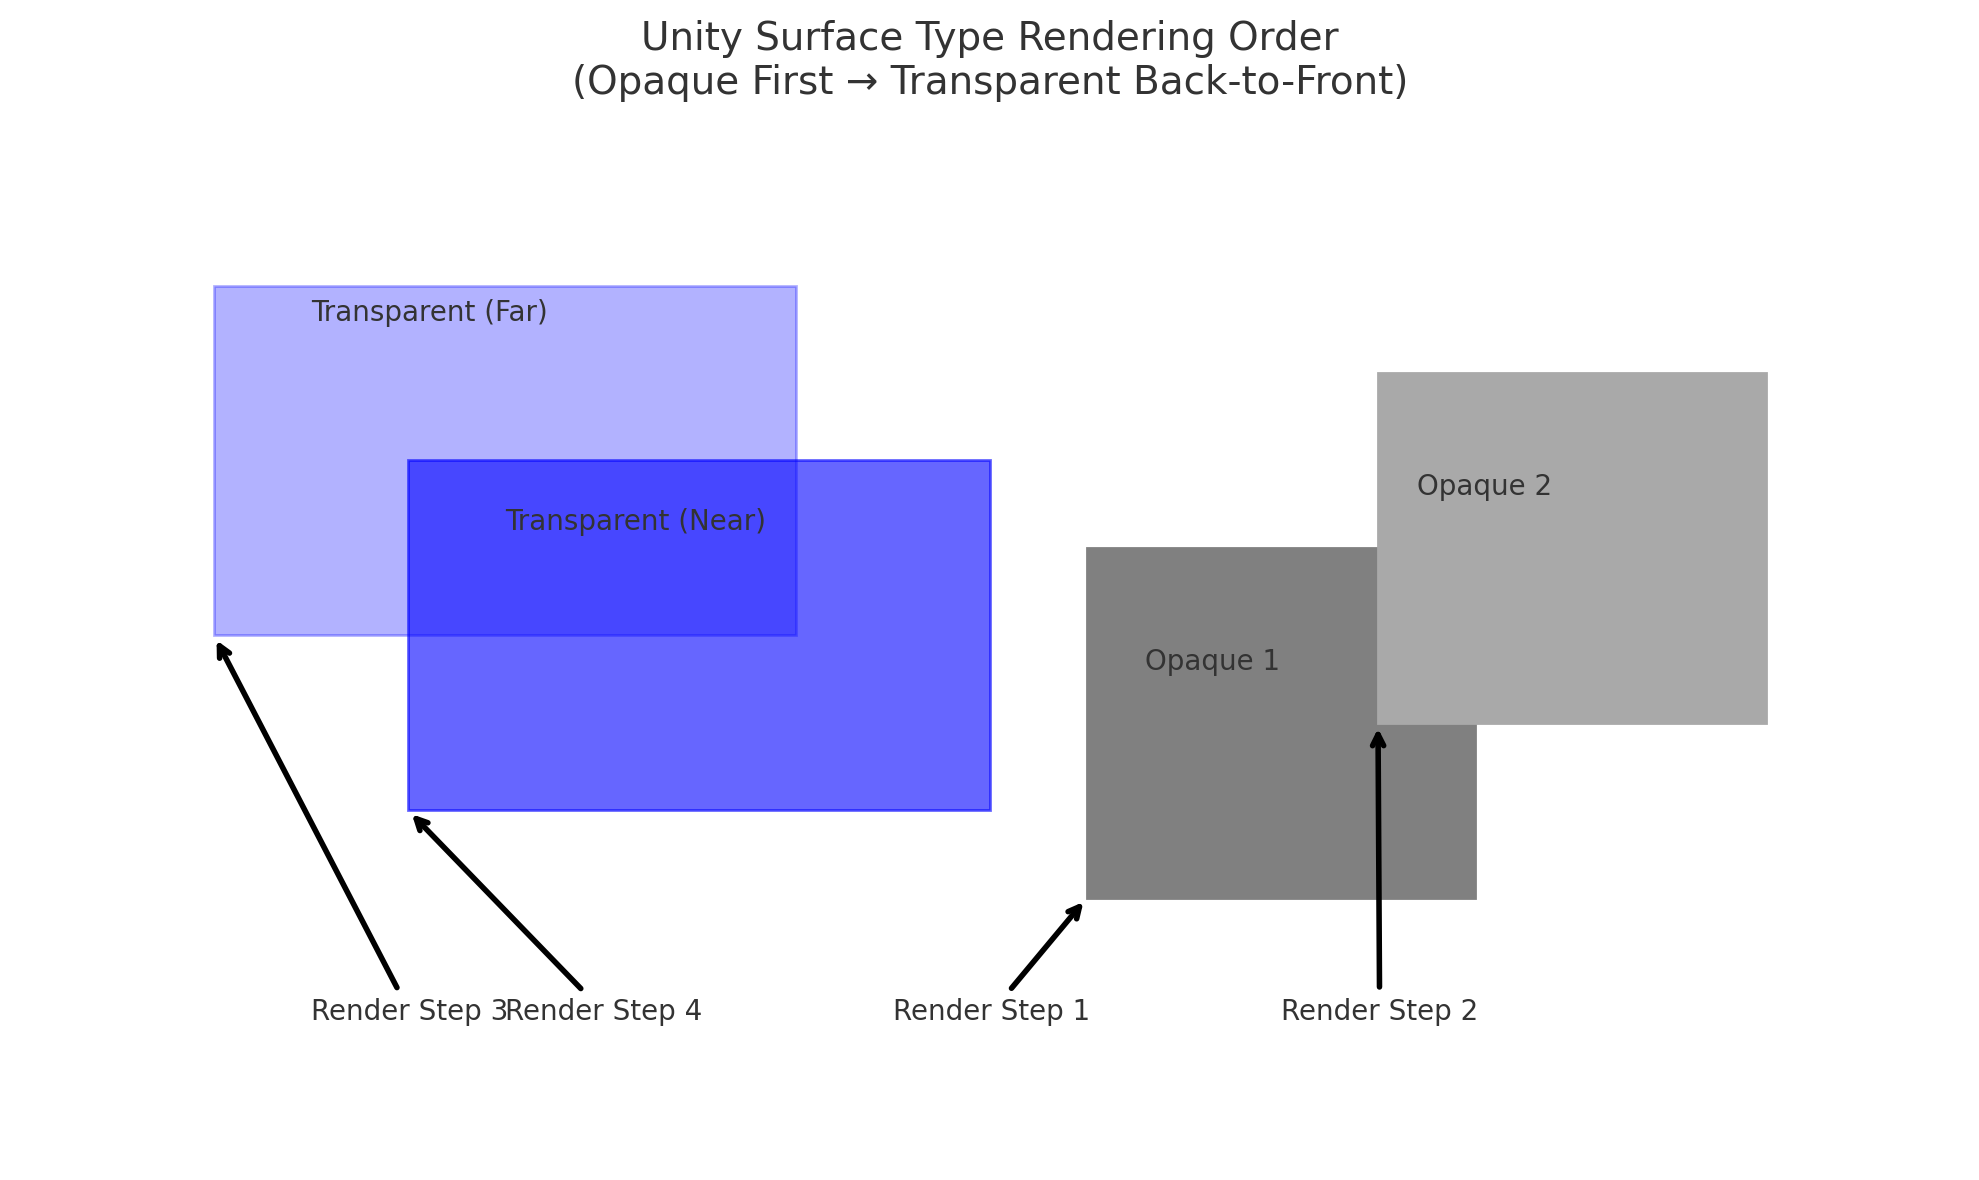 Unity Surface Type Rendering Order
(Opaque First → Transparent Back-to-Front)
Transparent (Far)
Transparent (Near)
Opaque 2
Opaque 1
Render Step 3
Render Step 4
Render Step 1
Render Step 2